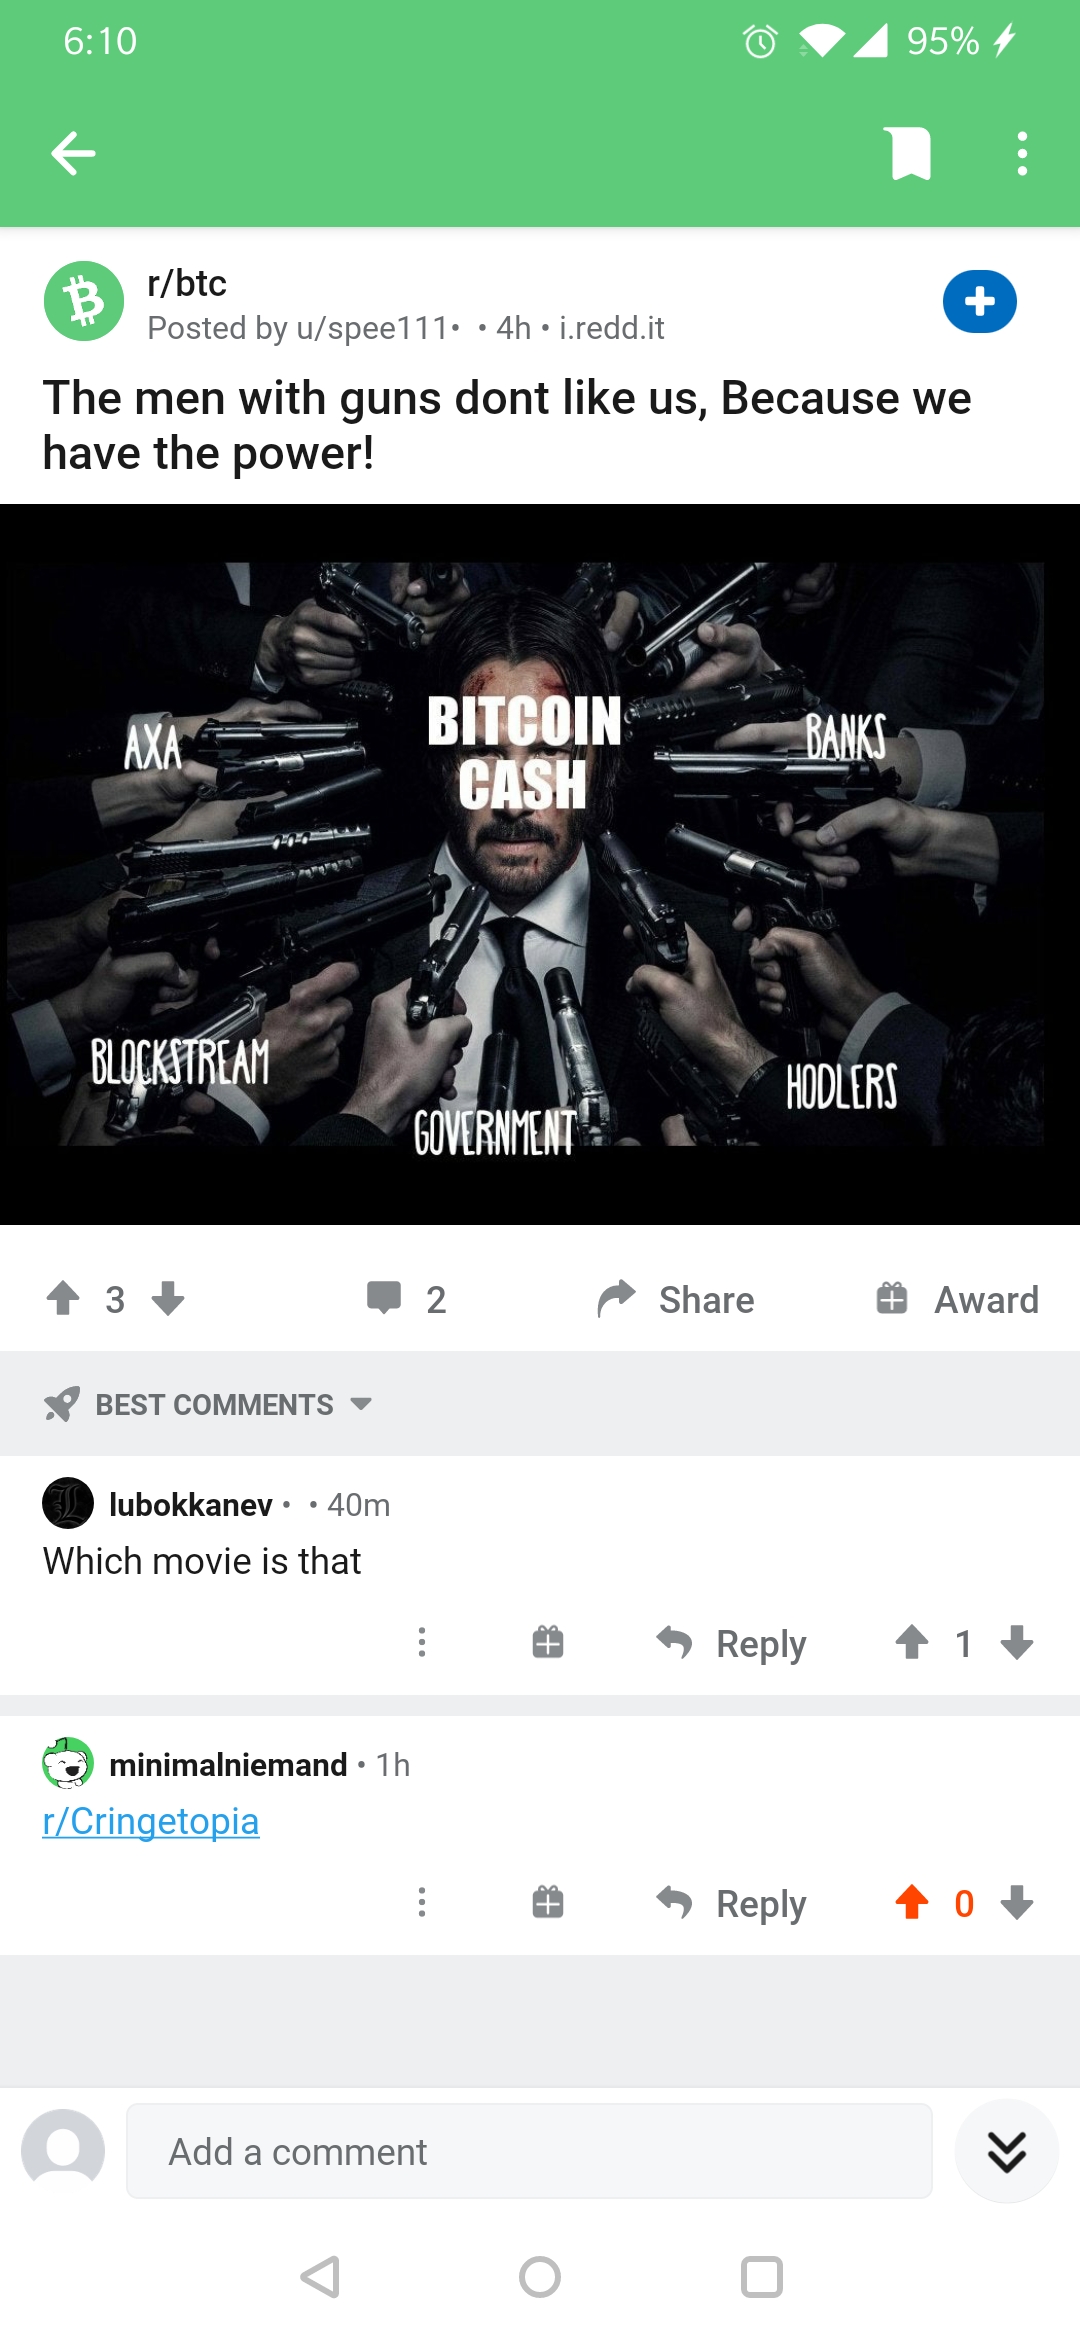 6:10
95%
r/btc
Posted by u/spee111• • 4h • i.redd.it
The men with guns dont like us, Because we
have the power!
BITCOIN
CASH
AXA
BANKS
BLOCKSTREAM
HODLERS
GOVERNMENT
3
2
Share
Award
BEST COMMENTS
lubokkanev • • 40m
Which movie is that
Reply
1
minimalniemand • 1h
r/Cringetopia
Reply
0
Add a comment